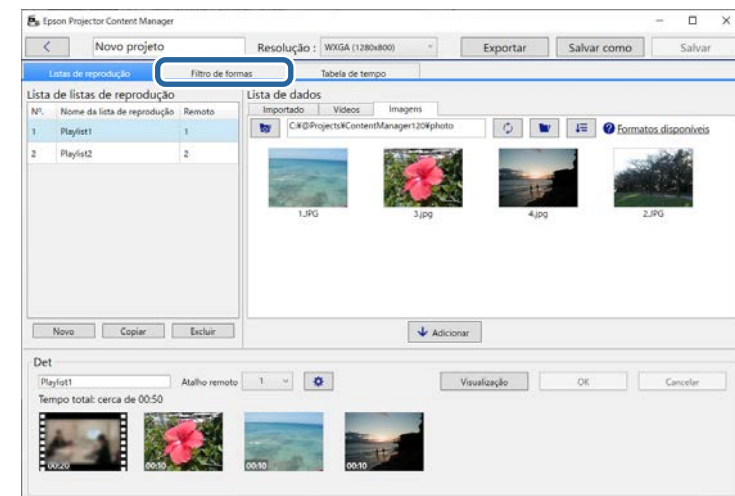 Epson Projector Content Manager
Novo projeto Resolução : WXGA (1280x800) Exportar Salvar como Salvar
Listas de reprodução Filtro de formas Tabela de tempo
Lista de listas de reprodução Lista de dados
Nº. Nome da lista de reprodução Remoto Importado Vídeos Imagens
1 Playlist1 1 C:¥@Projects¥ContentManager120¥photo Formatos disponíveis
2 Playlist2 2
1.JPG 3.jpg 4.jpg 2.JPG
Novo Copiar Excluir Adicionar
Det
Playlist1 Atalho remoto 1 Visualização OK Cancelar
Tempo total: cerca de 00:50
00:20 00:10 00:10 00:10